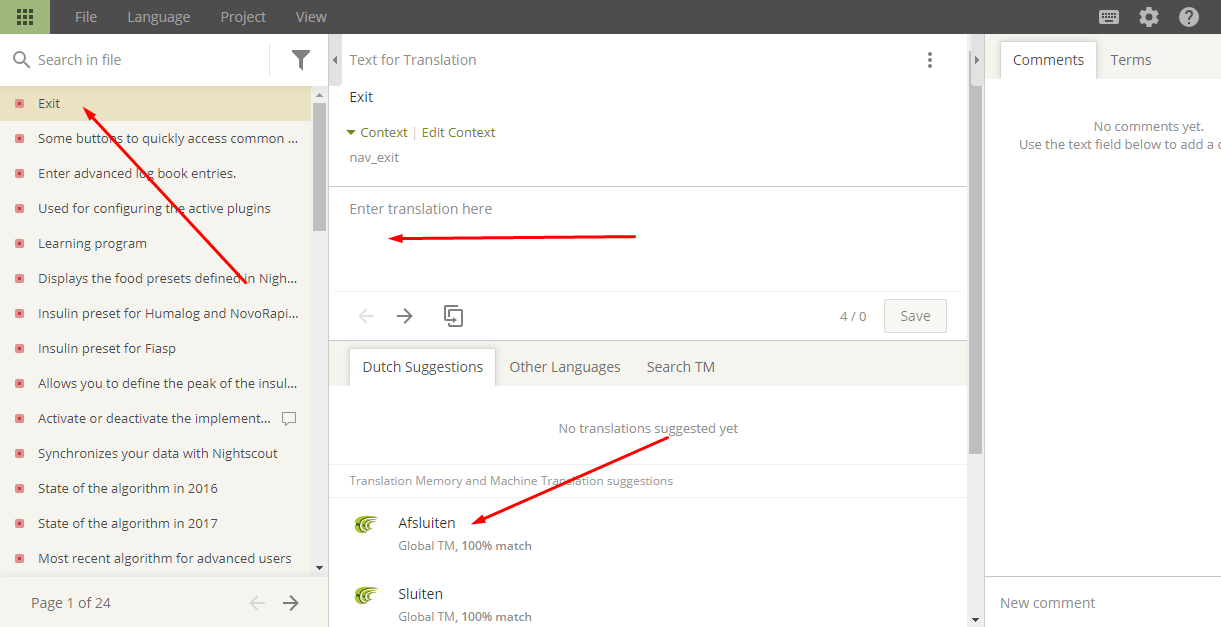 File Language Project View
Search in file
Exit
Some buttons to quickly access common ...
Enter advanced log book entries.
Used for configuring the active plugins
Learning program
Displays the food presets defined in Nigh...
Insulin preset for Humalog and NovoRapi...
Insulin preset for Fiasp
Allows you to define the peak of the insul...
Activate or deactivate the implement...
Synchronizes your data with Nightscout
State of the algorithm in 2016
State of the algorithm in 2017
Most recent algorithm for advanced users
Page 1 of 24
Text for Translation
Exit
Context | Edit Context
nav_exit
Enter translation here
4 / 0 Save
Dutch Suggestions Other Languages Search TM
No translations suggested yet
Translation Memory and Machine Translation suggestions
Afsluiten
Global TM, 100% match
Sluiten
Global TM, 100% match
Comments Terms
No comments yet.
Use the text field below to add a c
New comment